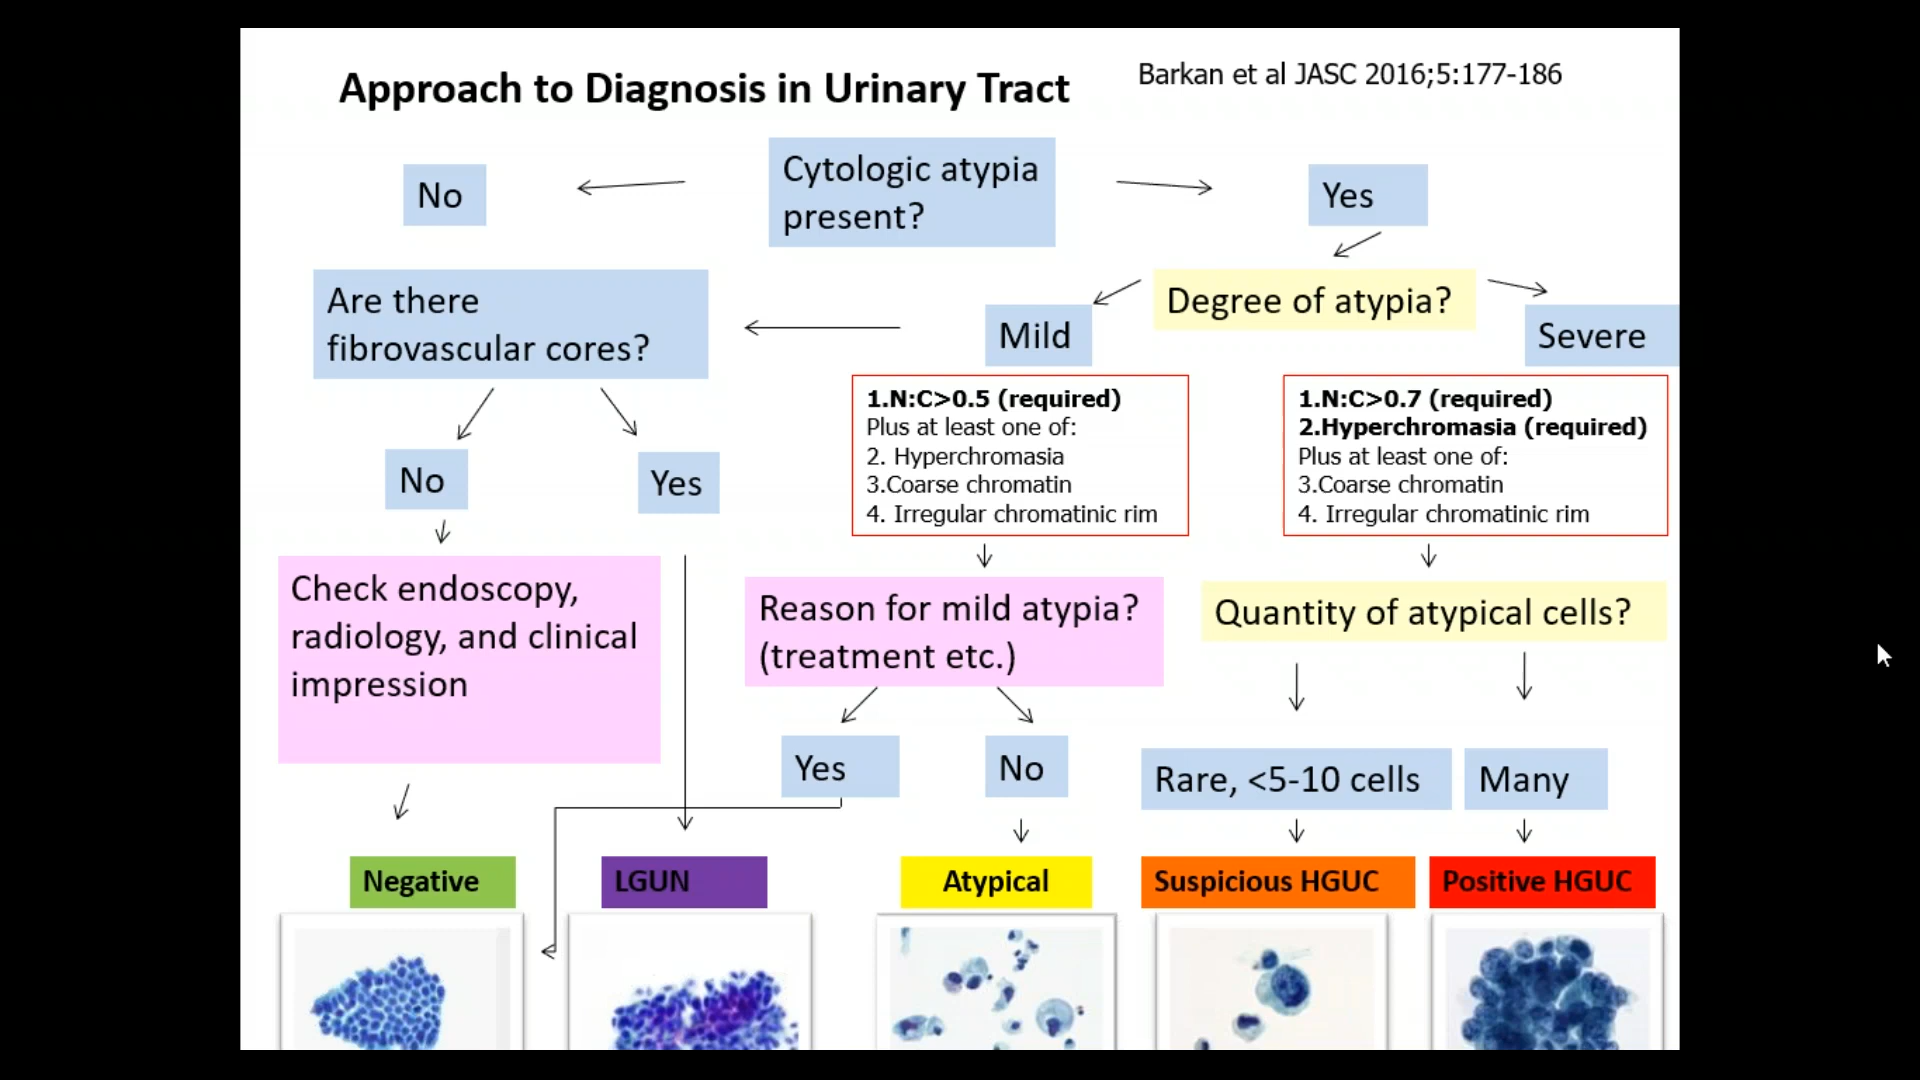 Approach to Diagnosis in Urinary Tract
Barkan et al JASC 2016;5:177-186
No
Cytologic atypia
present?
Yes
Are there
fibrovascular cores?
Degree of atypia?
Mild
Severe
1.N:C>0.5 (required)
Plus at least one of:
2. Hyperchromasia
3.Coarse chromatin
4. Irregular chromatinic rim
1.N:C>0.7 (required)
2.Hyperchromasia (required)
Plus at least one of:
3.Coarse chromatin
4. Irregular chromatinic rim
No
Yes
Check endoscopy,
radiology, and clinical
impression
Reason for mild atypia?
(treatment etc.)
Quantity of atypical cells?
Yes
No
Rare, <5-10 cells
Many
Negative
LGUN
Atypical
Suspicious HGUC
Positive HGUC